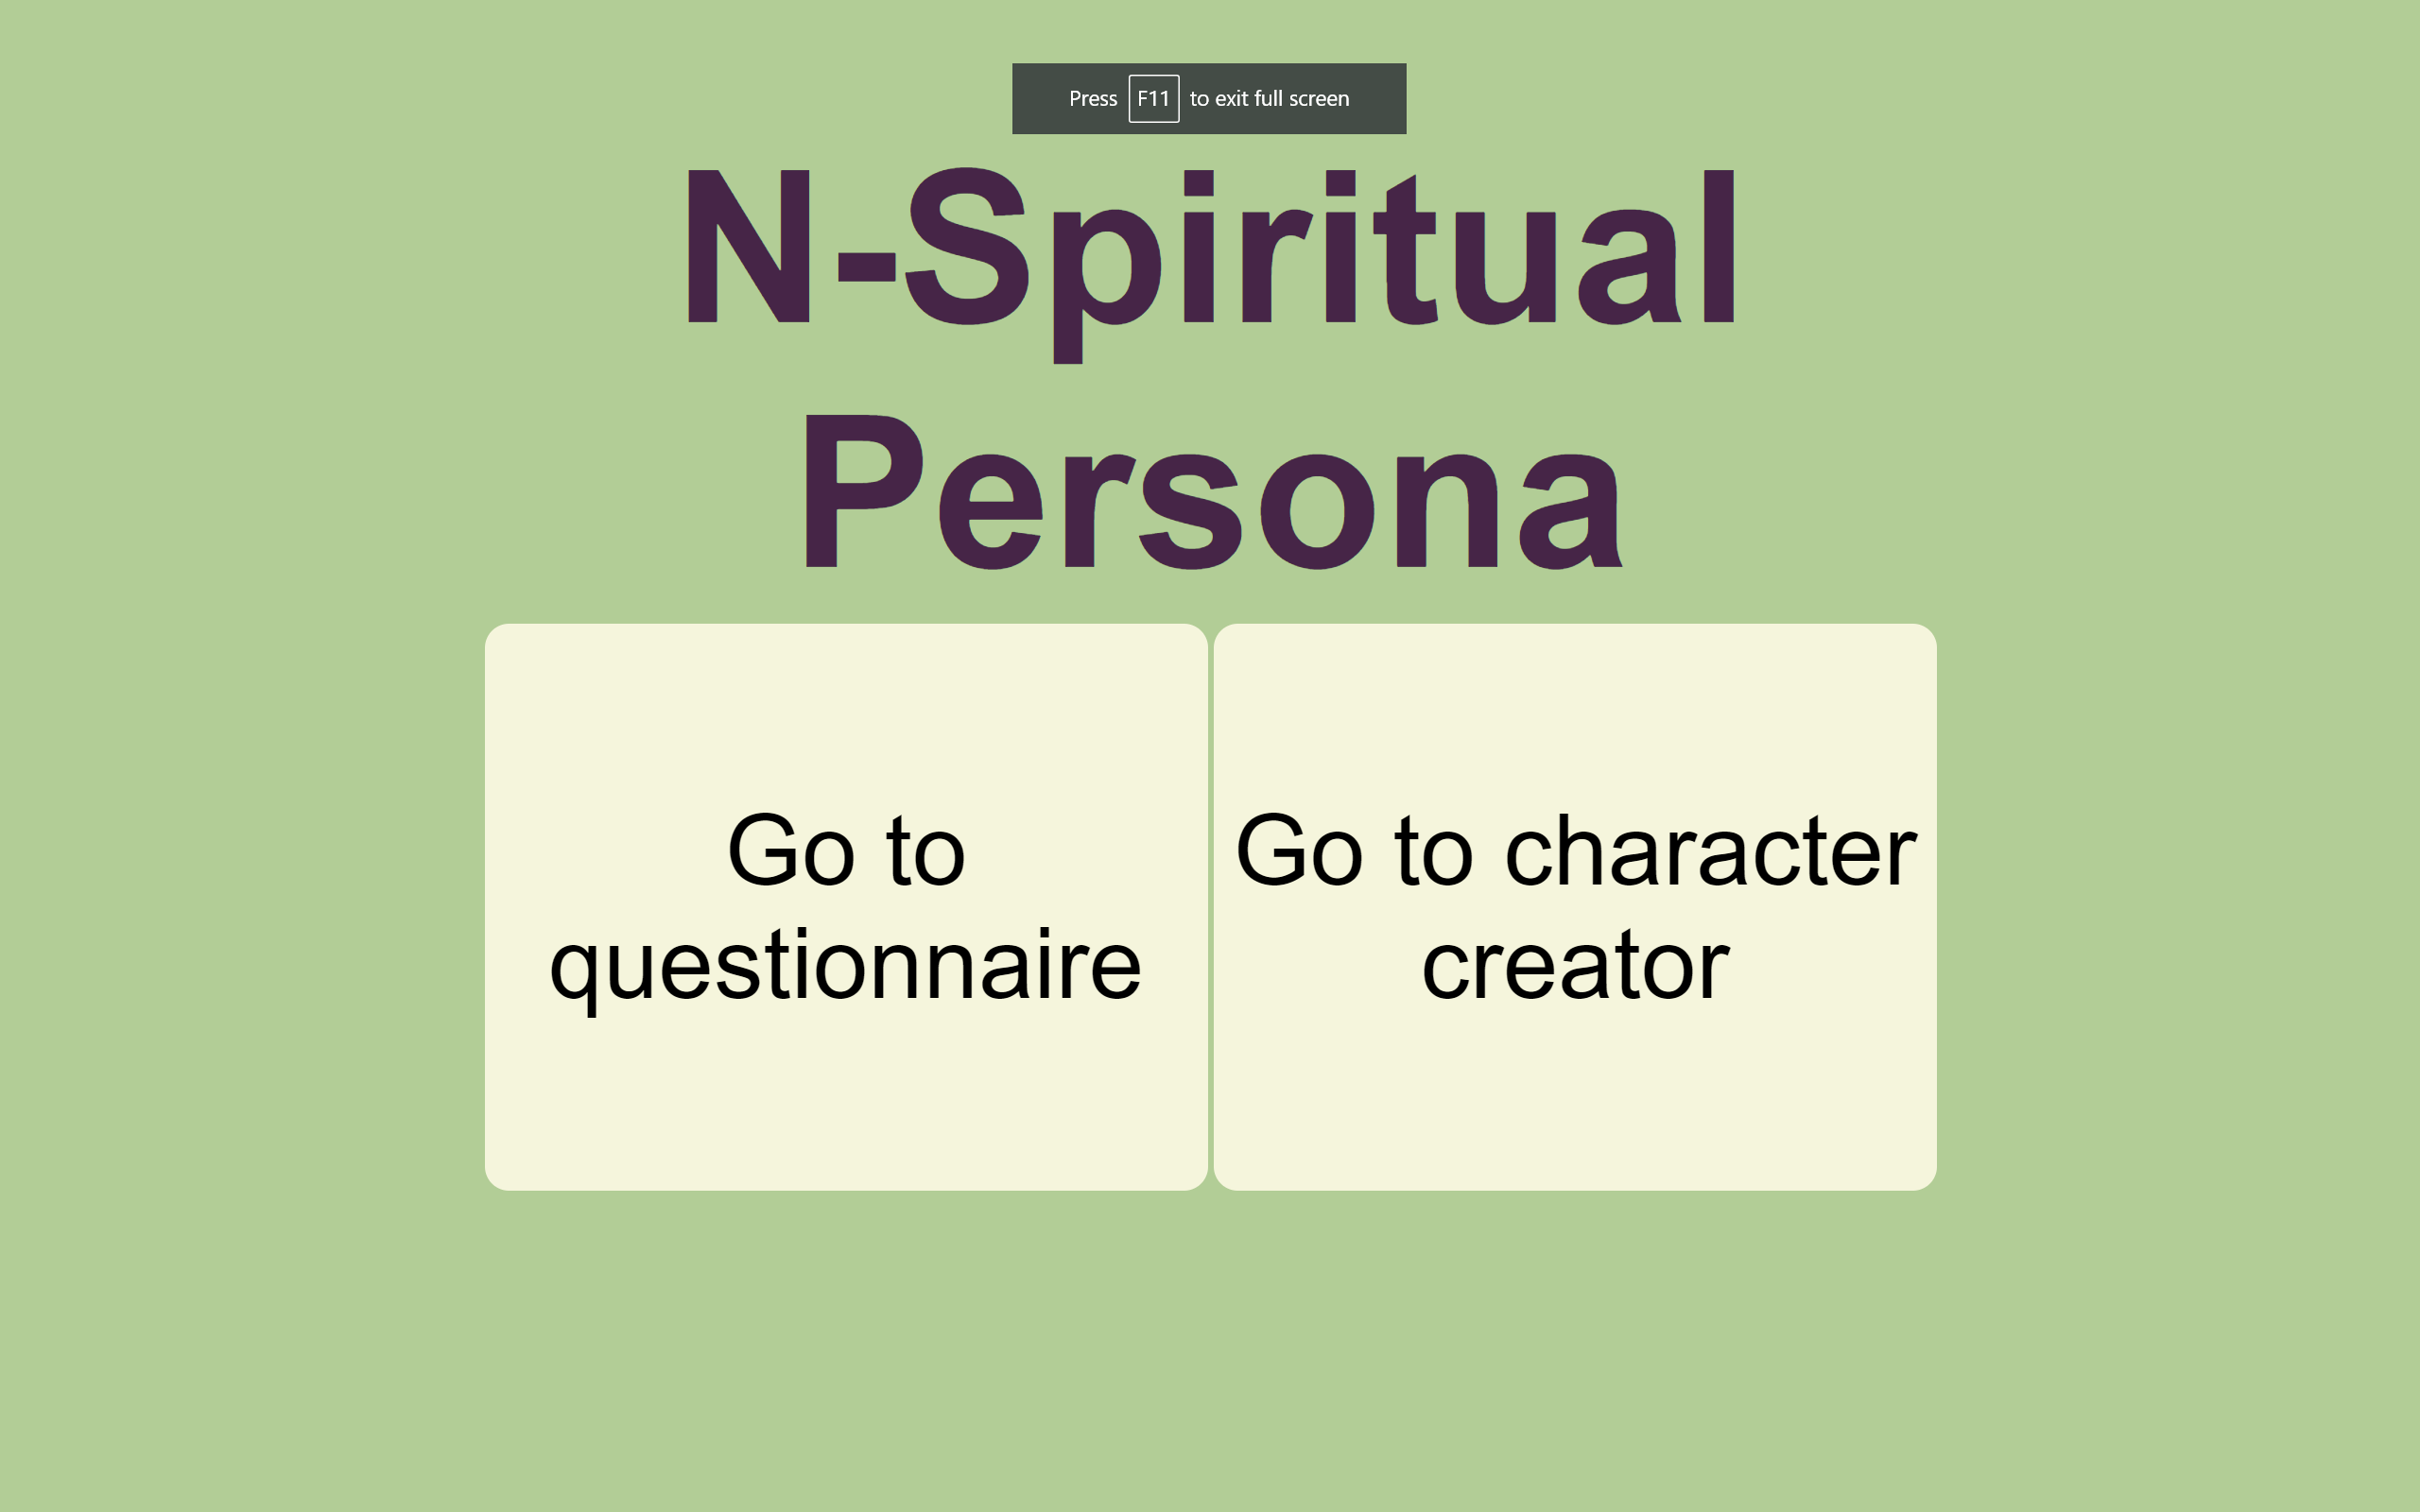 Press F11 to exit full screen
N-Spiritual
Persona
Go to
questionnaire
Go to character
creator